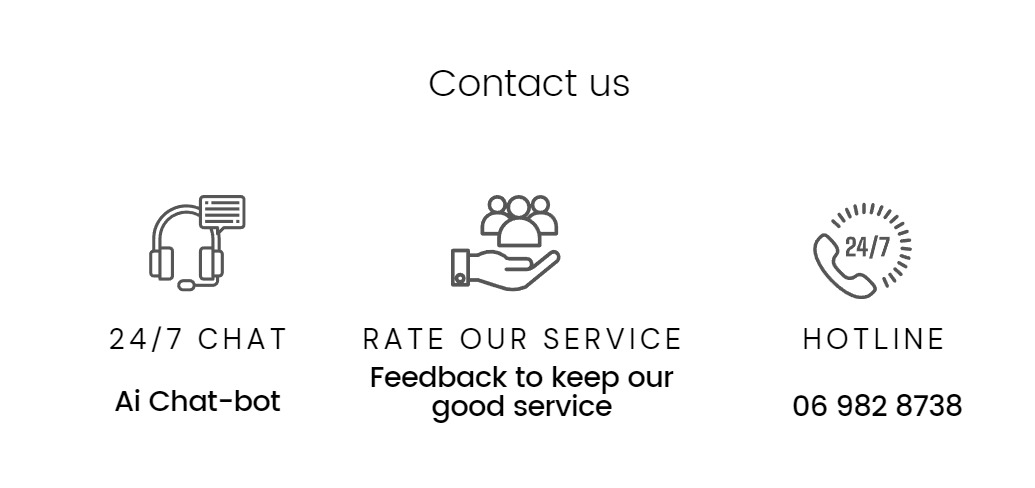 Contact us
24/7
24/7 CHAT
RATE OUR SERVICE
HOTLINE
Ai Chat-bot
Feedback to keep our
good service
06 982 8738